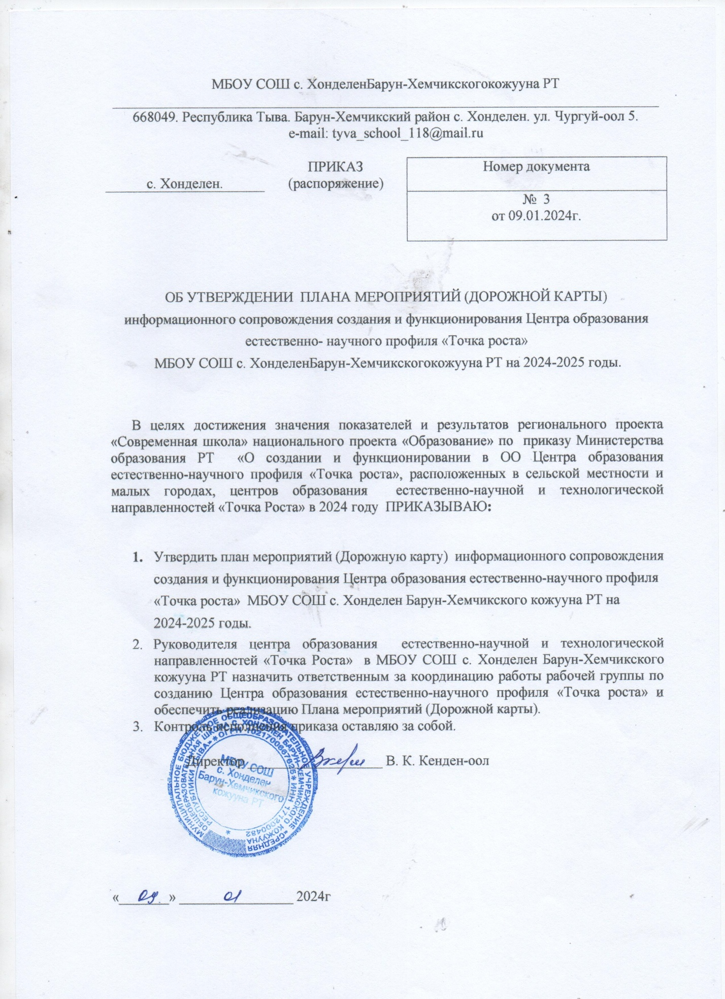 МБОУ СОШ с. ХонделенБарун-Хемчикскогокожууна РТ
668049. Республика Тыва. Барун-Хемчикский район с. Хонделен. ул. Чургуй-оол 5.
e-mail: tyva_school_118@mail.ru
с. Хонделен.
ПРИКАЗ
(распоряжение)
Номер документа
№ 3
от 09.01.2024г.
ОБ УТВЕРЖДЕНИИ ПЛАНА МЕРОПРИЯТИЙ (ДОРОЖНОЙ КАРТЫ)
информационного сопровождения создания и функционирования Центра образования
естественно- научного профиля «Точка роста»
МБОУ СОШ с. ХонделенБарун-Хемчикскогокожууна РТ на 2024-2025 годы.
В целях достижения значения показателей и результатов регионального проекта
«Современная школа» национального проекта «Образование» по приказу Министерства
образования РТ «О создании и функционировании в ОО Центра образования
естественно-научного профиля «Точка роста», расположенных в сельской местности и
малых городах, центров образования естественно-научной и технологической
направленностей «Точка Роста» в 2024 году ПРИКАЗЫВАЮ:
1. Утвердить план мероприятий (Дорожную карту) информационного сопровождения
создания и функционирования Центра образования естественно-научного профиля
«Точка роста» МБОУ СОШ с. Хонделен Барун-Хемчикского кожууна РТ на
2024-2025 годы.
2. Руководителя центра образования естественно-научной и технологической
направленностей «Точка Роста» в МБОУ СОШ с. Хонделен Барун-Хемчикского
кожууна РТ назначить ответственным за координацию работы рабочей группы по
созданию Центра образования естественно-научного профиля «Точка роста» и
обеспечить реализацию Плана мероприятий (Дорожной карты).
3. Контроль исполнения приказа оставляю за собой.
Директор В. К. Кенден-оол
МУНИЦИПАЛЬНОЕ БЮДЖЕТНОЕ ОБЩЕОБРАЗОВАТЕЛЬНОЕ УЧРЕЖДЕНИЕ «СРЕДНЯЯ
ОБЩЕОБРАЗОВАТЕЛЬНАЯ ШКОЛА С. ХОНДЕЛЕН БАРУН-ХЕМЧИКСКОГО КОЖУУНА
РЕСПУБЛИКИ ТЫВА» * ОГРН 1021700667625 * ИНН 1712000482 *
МБОУ СОШ
с. Хонделен
Барун-Хемчикского
кожууна РТ
« 09 » 01 2024г